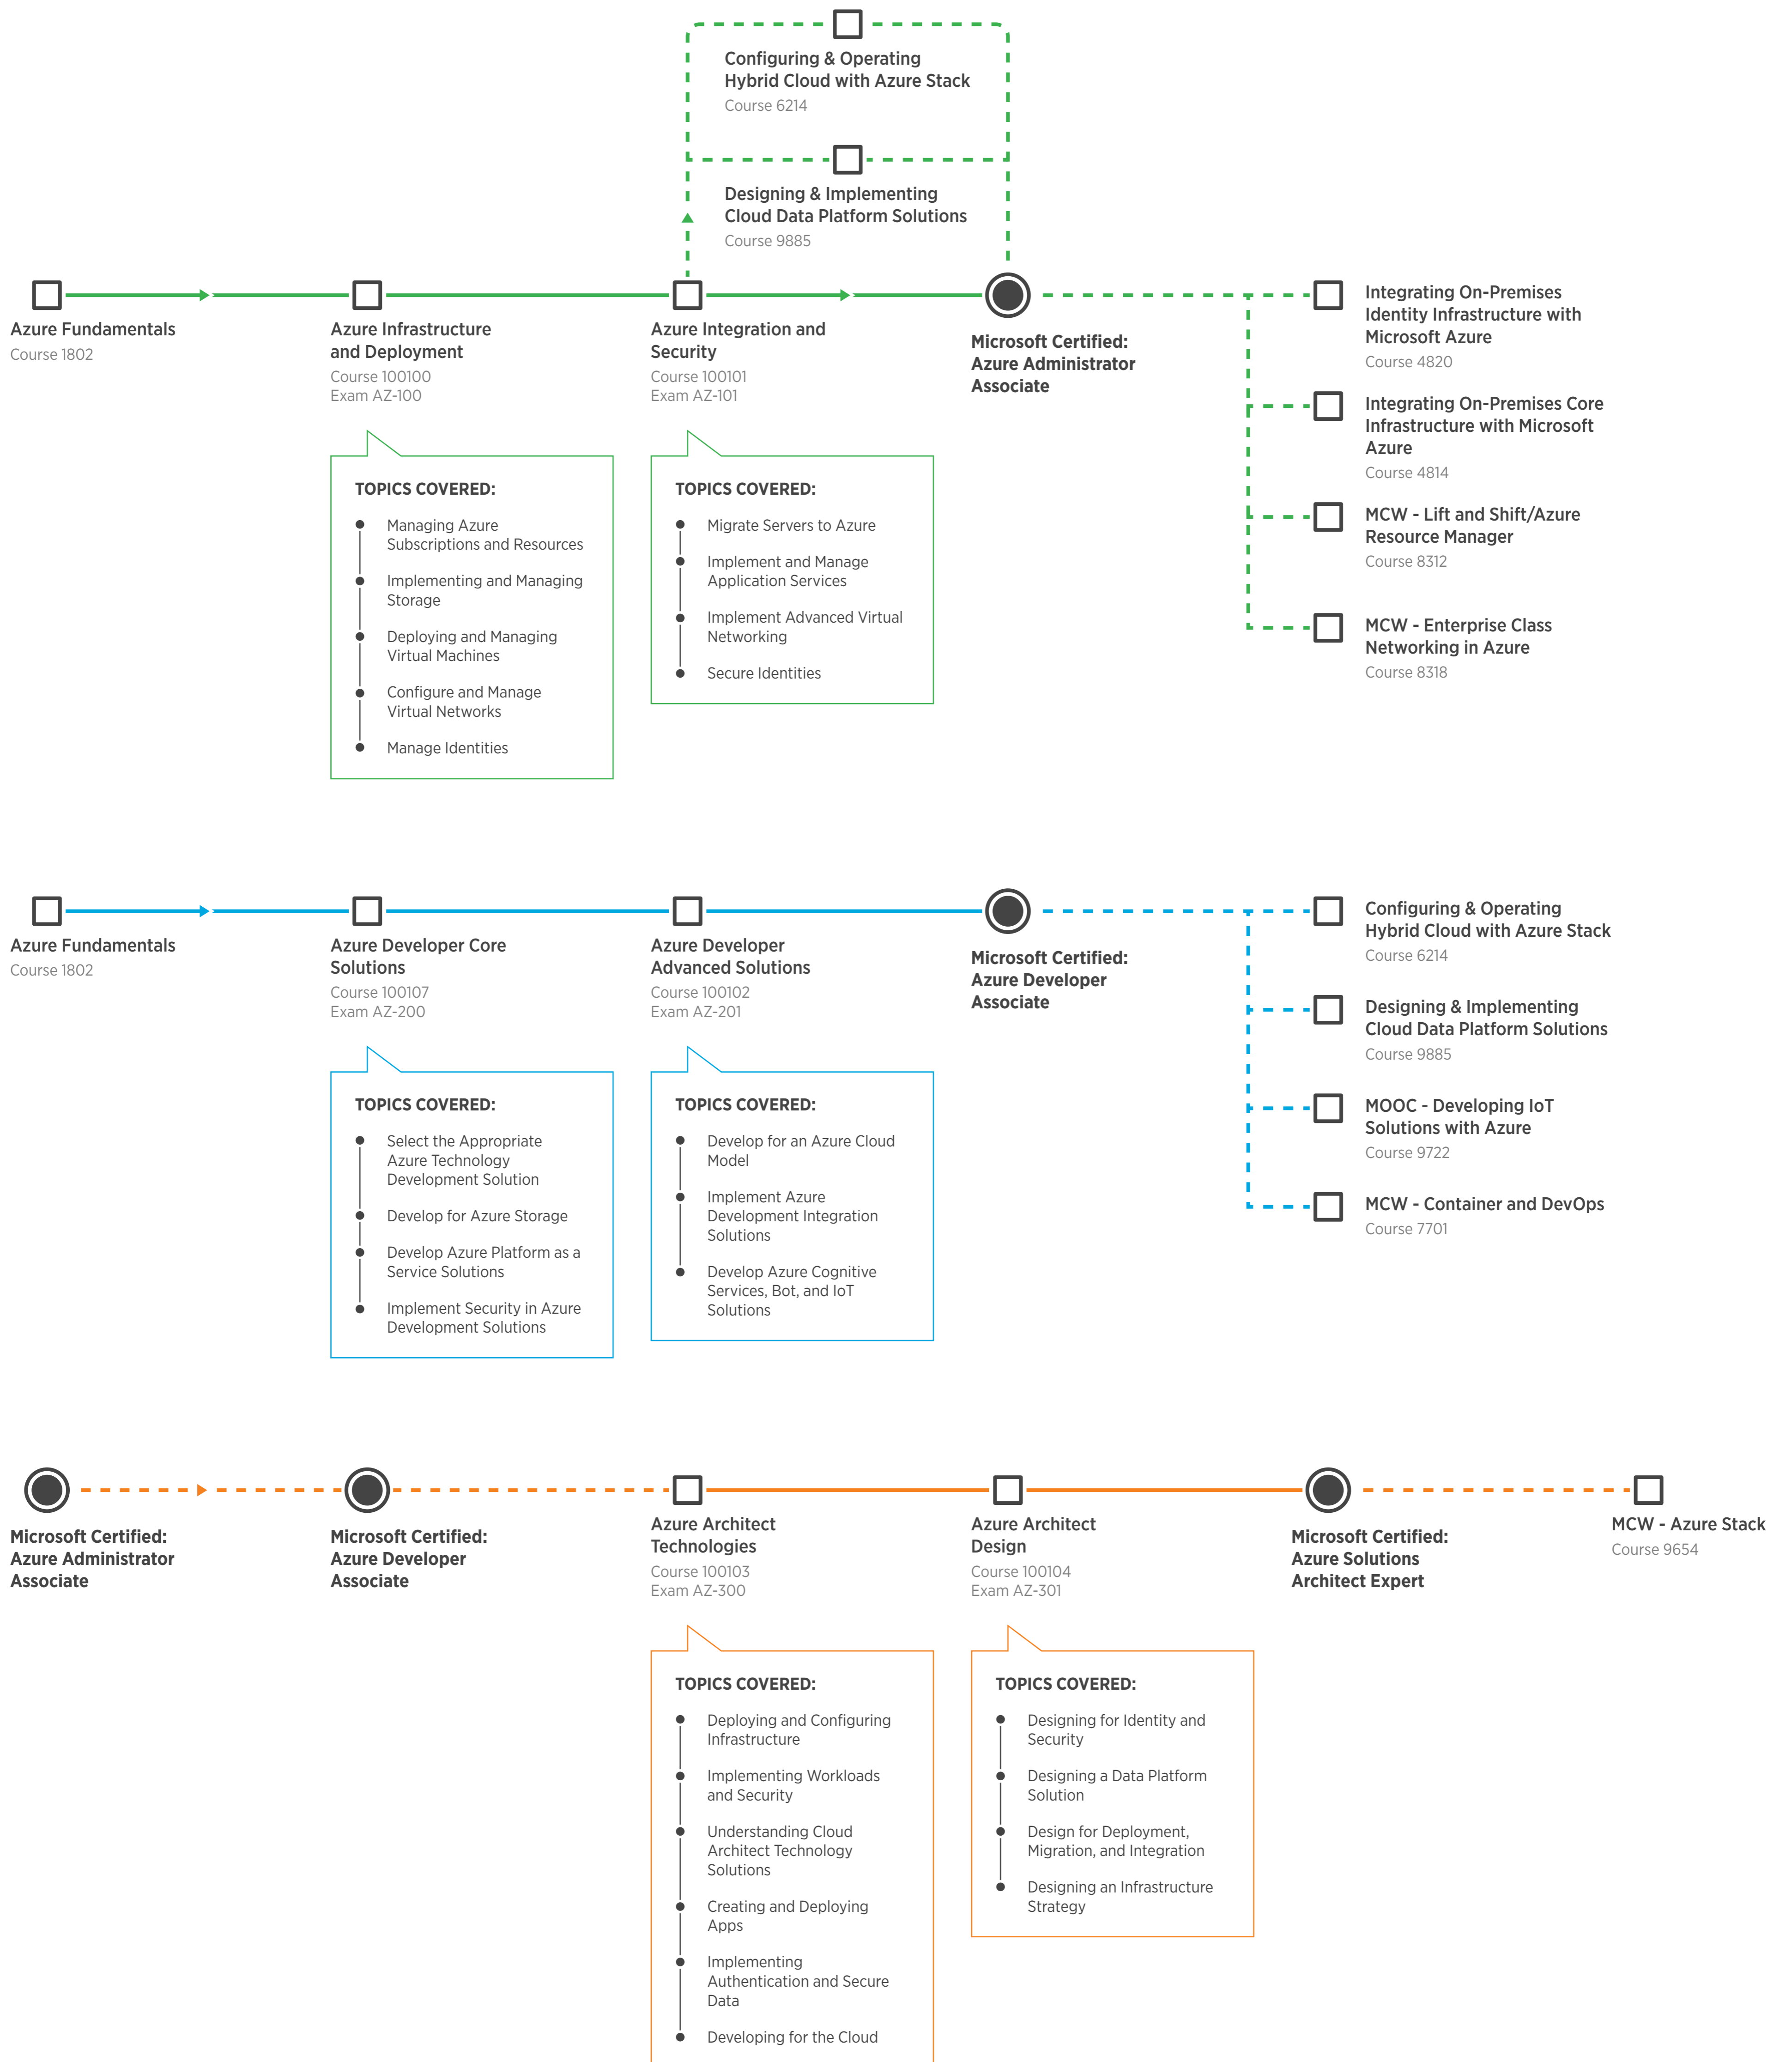 Configuring & Operating
Hybrid Cloud with Azure Stack
Course 6214
Designing & Implementing
Cloud Data Platform Solutions
Course 9885
Azure Fundamentals
Course 1802
Azure Infrastructure
and Deployment
Course 100100
Exam AZ-100
Azure Integration and
Security
Course 100101
Exam AZ-101
Microsoft Certified:
Azure Administrator
Associate
Integrating On-Premises
Identity Infrastructure with
Microsoft Azure
Course 4820
Integrating On-Premises Core
Infrastructure with Microsoft
Azure
Course 4814
MCW - Lift and Shift/Azure
Resource Manager
Course 8312
MCW - Enterprise Class
Networking in Azure
Course 8318
TOPICS COVERED:
Managing Azure
Subscriptions and Resources
Implementing and Managing
Storage
Deploying and Managing
Virtual Machines
Configure and Manage
Virtual Networks
Manage Identities
TOPICS COVERED:
Migrate Servers to Azure
Implement and Manage
Application Services
Implement Advanced Virtual
Networking
Secure Identities
Azure Fundamentals
Course 1802
Azure Developer Core
Solutions
Course 100107
Exam AZ-200
Azure Developer
Advanced Solutions
Course 100102
Exam AZ-201
Microsoft Certified:
Azure Developer
Associate
Configuring & Operating
Hybrid Cloud with Azure Stack
Course 6214
Designing & Implementing
Cloud Data Platform Solutions
Course 9885
MOOC - Developing IoT
Solutions with Azure
Course 9722
MCW - Container and DevOps
Course 7701
TOPICS COVERED:
Select the Appropriate
Azure Technology
Development Solution
Develop for Azure Storage
Develop Azure Platform as a
Service Solutions
Implement Security in Azure
Development Solutions
TOPICS COVERED:
Develop for an Azure Cloud
Model
Implement Azure
Development Integration
Solutions
Develop Azure Cognitive
Services, Bot, and IoT
Solutions
Microsoft Certified:
Azure Administrator
Associate
Microsoft Certified:
Azure Developer
Associate
Azure Architect
Technologies
Course 100103
Exam AZ-300
Azure Architect
Design
Course 100104
Exam AZ-301
Microsoft Certified:
Azure Solutions
Architect Expert
MCW - Azure Stack
Course 9654
TOPICS COVERED:
Deploying and Configuring
Infrastructure
Implementing Workloads
and Security
Understanding Cloud
Architect Technology
Solutions
Creating and Deploying
Apps
Implementing
Authentication and Secure
Data
Developing for the Cloud
TOPICS COVERED:
Designing for Identity and
Security
Designing a Data Platform
Solution
Design for Deployment,
Migration, and Integration
Designing an Infrastructure
Strategy